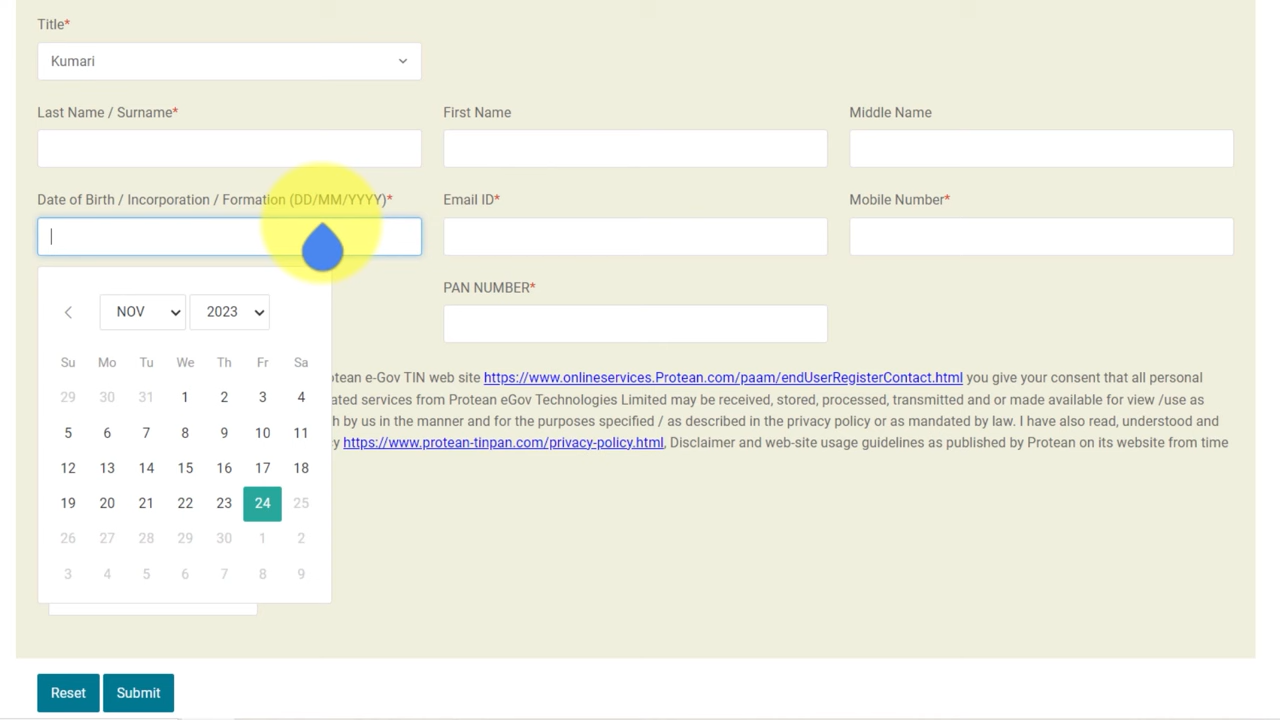 Title*
Kumari
Last Name / Surname* First Name Middle Name
Date of Birth / Incorporation / Formation (DD/MM/YYYY)* Email ID* Mobile Number*
NOV 2023
PAN NUMBER*
Su Mo Tu We Th Fr Sa
29 30 31 1 2 3 4
5 6 7 8 9 10 11
12 13 14 15 16 17 18
19 20 21 22 23 24 25
26 27 28 29 30 1 2
3 4 5 6 7 8 9
tean e-Gov TIN web site https://www.onlineservices.Protean.com/paam/endUserRegisterContact.html you give your consent that all personal
ated services from Protean eGov Technologies Limited may be received, stored, processed, transmitted and or made available for view /use as
h by us in the manner and for the purposes specified / as described in the privacy policy or as mandated by law. I have also read, understood and
y https://www.protean-tinpan.com/privacy-policy.html, Disclaimer and web-site usage guidelines as published by Protean on its website from time
Reset Submit